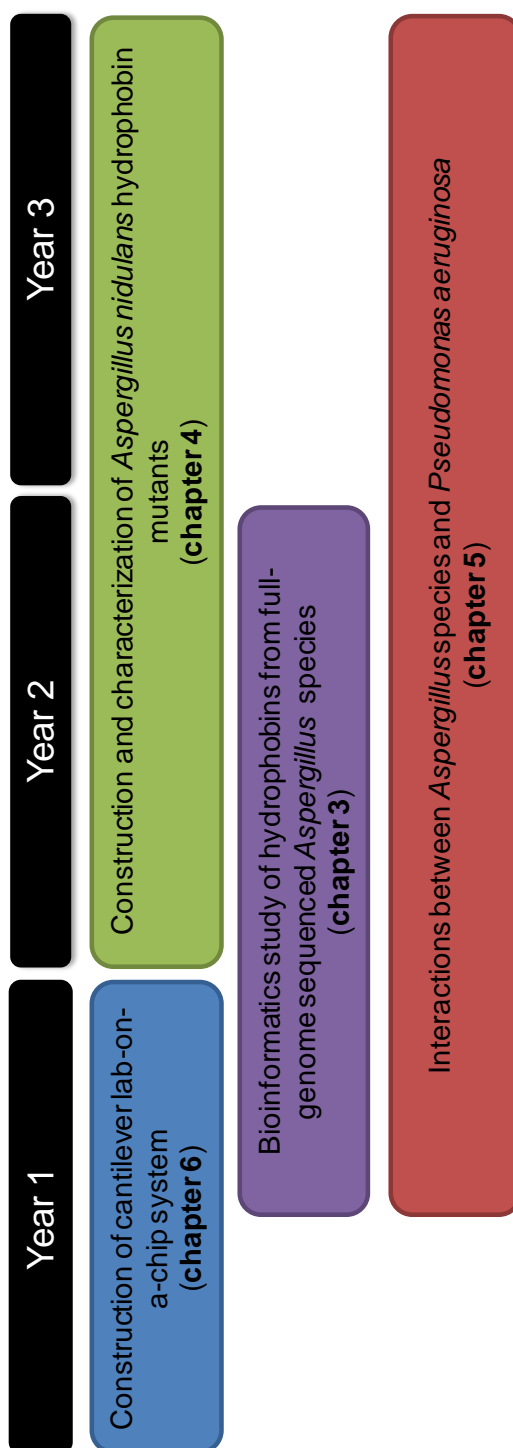 Year 1
Year 2
Year 3
Construction of cantilever lab-on-
a-chip system
(chapter 6)
Construction and characterization of Aspergillus nidulans hydrophobin
mutants
(chapter 4)
Bioinformatics study of hydrophobins from full-
genome sequenced Aspergillus species
(chapter 3)
Interactions between Aspergillus species and Pseudomonas aeruginosa
(chapter 5)